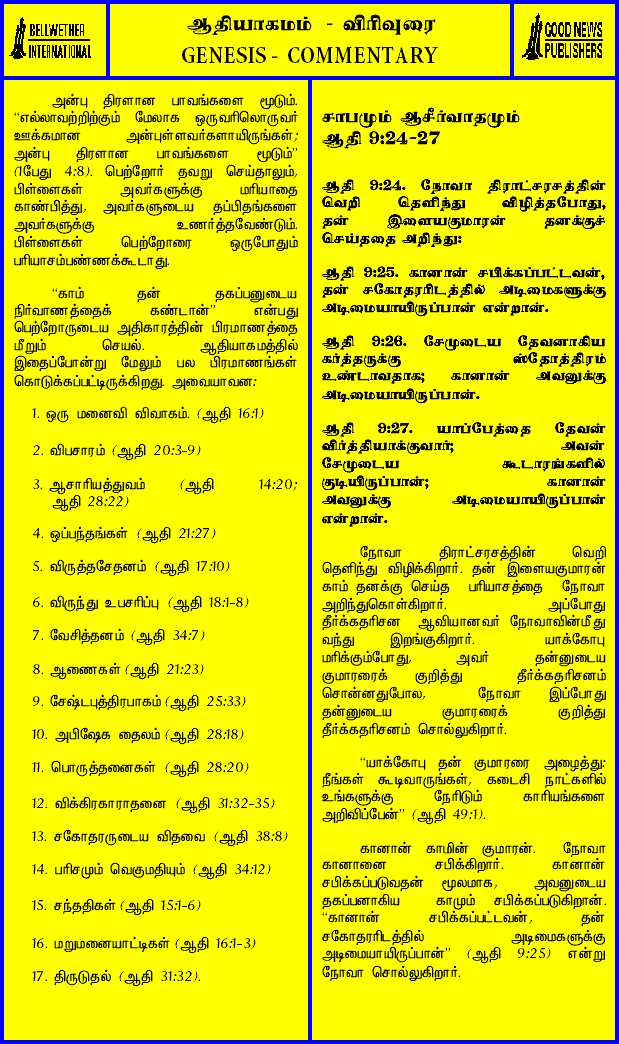 BELLWETHER
INTERNATIONAL
ஆதியாகமம் - விரிவுரை
GENESIS - COMMENTARY
GOOD NEWS
PUBLISHERS
அன்பு திரளான பாவங்களை மூடும்.
“எல்லாவற்றிற்கும் மேலாக ஒருவரிலொருவர்
ஊக்கமான அன்புள்ளவர்களாயிருங்கள்;
அன்பு திரளான பாவங்களை மூடும்”
(1பேது 4:8). பெற்றோர் தவறு செய்தாலும்,
பிள்ளைகள் அவர்களுக்கு மரியாதை
காண்பித்து, அவர்களுடைய தப்பிதங்களை
அவர்களுக்கு உணர்த்தவேண்டும்.
பிள்ளைகள் பெற்றோரை ஒருபோதும்
பரியாசம்பண்ணக்கூடாது.
“காம் தன் தகப்பனுடைய
நிர்வாணத்தைக் கண்டான்” என்பது
பெற்றோருடைய அதிகாரத்தின் பிரமாணத்தை
மீறும் செயல். ஆதியாகமத்தில்
இதைப்போன்று மேலும் பல பிரமாணங்கள்
கொடுக்கப்பட்டிருக்கிறது. அவையாவன:
1. ஒரு மனைவி விவாகம். (ஆதி 16:1)
2. விபசாரம் (ஆதி 20:3-9)
3. ஆசாரியத்துவம் (ஆதி 14:20;
ஆதி 28:22)
4. ஒப்பந்தங்கள் (ஆதி 21:27)
5. விருத்தசேதனம் (ஆதி 17:10)
6. விருந்து உபசரிப்பு (ஆதி 18:1-8)
7. வேசித்தனம் (ஆதி 34:7)
8. ஆணைகள் (ஆதி 21:23)
9. சேஷ்டபுத்திரபாகம் (ஆதி 25:33)
10. அபிஷேக தைலம் (ஆதி 28:18)
11. பொருத்தனைகள் (ஆதி 28:20)
12. விக்கிரகாராதனை (ஆதி 31:32-35)
13. சகோதரருடைய விதவை (ஆதி 38:8)
14. பரிசமும் வெகுமதியும் (ஆதி 34:12)
15. சந்ததிகள் (ஆதி 15:1-6)
16. மறுமனையாட்டிகள் (ஆதி 16:1-3)
17. திருடுதல் (ஆதி 31:32).
சாபமும் ஆசீர்வாதமும்
ஆதி 9:24-27
ஆதி 9:24. நோவா திராட்சரசத்தின்
வெறி தெளிந்து விழித்தபோது,
தன் இளையகுமாரன் தனக்குச்
செய்ததை அறிந்து:
ஆதி 9:25. கானான் சபிக்கப்பட்டவன்,
தன் சகோதரரிடத்தில் அடிமைகளுக்கு
அடிமையாயிருப்பான் என்றான்.
ஆதி 9:26. சேமுடைய தேவனாகிய
கர்த்தருக்கு ஸ்தோத்திரம்
உண்டாவதாக; கானான் அவனுக்கு
அடிமையாயிருப்பான்.
ஆதி 9:27. யாப்பேத்தை தேவன்
விர்த்தியாக்குவார்; அவன்
சேமுடைய கூடாரங்களில்
குடியிருப்பான்; கானான்
அவனுக்கு அடிமையாயிருப்பான்
என்றான்.
நோவா திராட்சரசத்தின் வெறி
தெளிந்து விழிக்கிறார். தன் இளையகுமாரன்
காம் தனக்கு செய்த பரியாசத்தை நோவா
அறிந்துகொள்கிறார். அப்போது
தீர்க்கதரிசன ஆவியானவர் நோவாவின்மீது
வந்து இறங்குகிறார். யாக்கோபு
மரிக்கும்போது, அவர் தன்னுடைய
குமாரரைக் குறித்து தீர்க்கதரிசனம்
சொன்னதுபோல, நோவா இப்போது
தன்னுடைய குமாரரைக் குறித்து
தீர்க்கதரிசனம் சொல்லுகிறார்.
“யாக்கோபு தன் குமாரரை அழைத்து:
நீங்கள் கூடிவாருங்கள், கடைசி நாட்களில்
உங்களுக்கு நேரிடும் காரியங்களை
அறிவிப்பேன்” (ஆதி 49:1).
கானான் காமின் குமாரன். நோவா
கானானை சபிக்கிறார். கானான்
சபிக்கப்படுவதன் மூலமாக, அவனுடைய
தகப்பனாகிய காமும் சபிக்கப்படுகிறான்.
“கானான் சபிக்கப்பட்டவன், தன்
சகோதரரிடத்தில் அடிமைகளுக்கு
அடிமையாயிருப்பான்” (ஆதி 9:25) என்று
நோவா சொல்லுகிறார்.